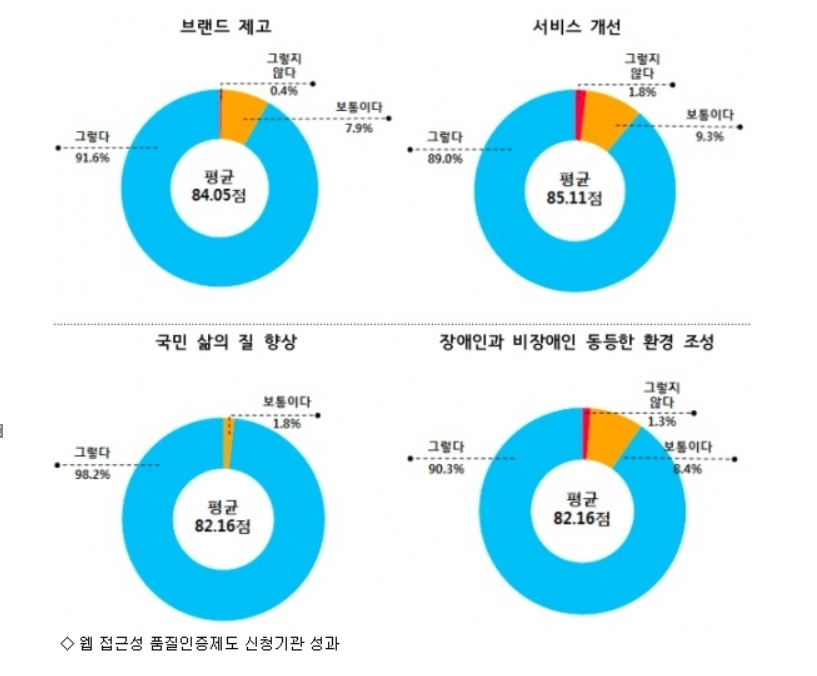 브랜드 제고
그렇지
않다
0.4%
보통이다
7.9%
그렇다
91.6%
평균
84.05점
서비스 개선
그렇지
않다
1.8%
보통이다
9.3%
그렇다
89.0%
평균
85.11점
국민 삶의 질 향상
보통이다
1.8%
그렇다
98.2%
평균
82.16점
장애인과 비장애인 동등한 환경 조성
그렇지
않다
1.3%
보통이다
8.4%
그렇다
90.3%
평균
82.16점
◇ 웹 접근성 품질인증제도 신청기관 성과